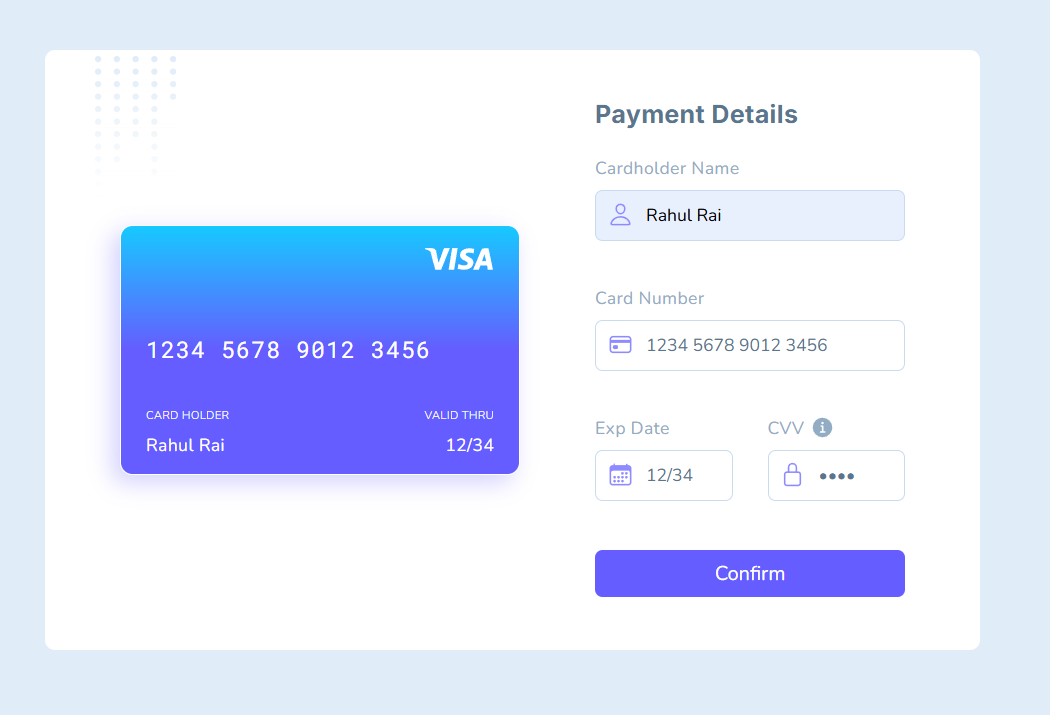 VISA
1234 5678 9012 3456
CARD HOLDER
VALID THRU
Rahul Rai
12/34
Payment Details
Cardholder Name
Rahul Rai
Card Number
1234 5678 9012 3456
Exp Date
CVV i
12/34
••••
Confirm